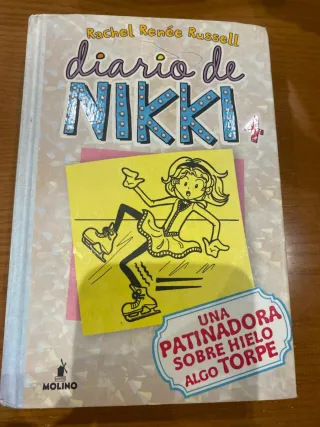 Rachel Renée Russell
diario de
NIKKI 4
UNA
PATINADORA
SOBRE HIELO
ALGO TORPE
MOLINO